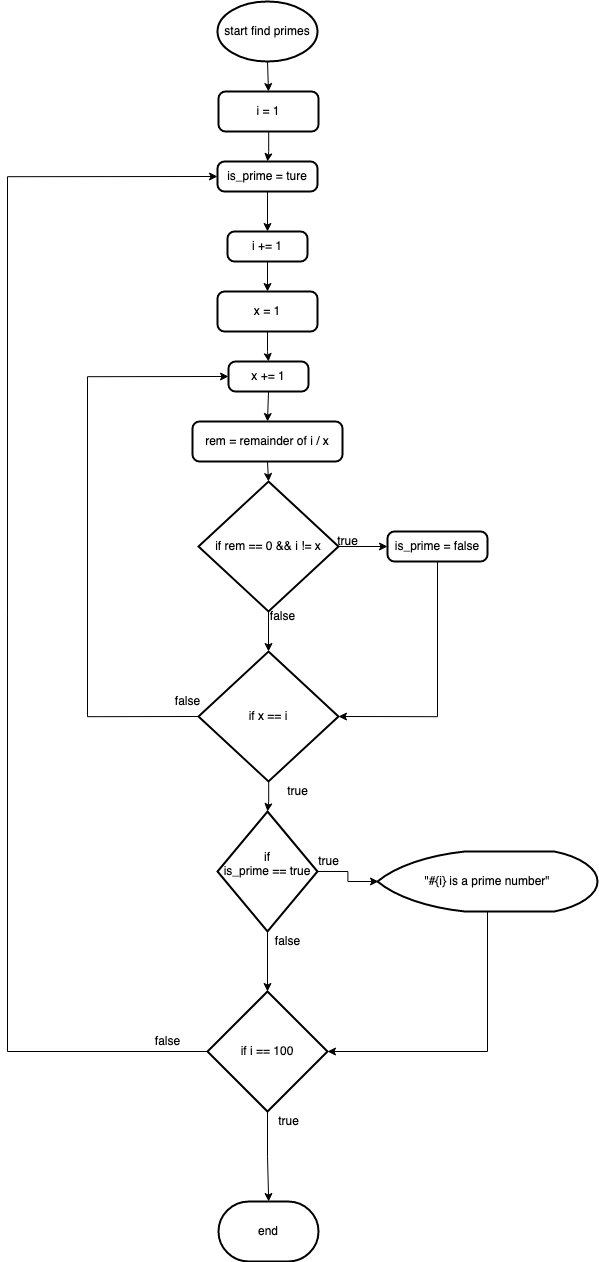 start find primes
i = 1
is_prime = ture
i += 1
x = 1
x += 1
rem = remainder of i / x
if rem == 0 && i != x
true
is_prime = false
false
false
if x == i
true
if
is_prime == true
true
"#{i} is a prime number"
false
false
if i == 100
true
end